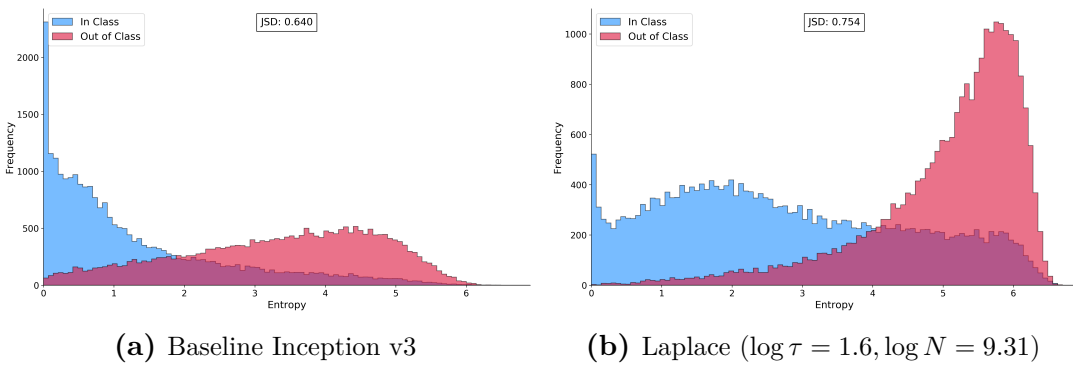 In Class
Out of Class
JSD: 0.640
Frequency
2000
1500
1000
500
0
0 1 2 3 4 5 6
Entropy
(a) Baseline Inception v3
In Class
Out of Class
JSD: 0.754
Frequency
1000
800
600
400
200
0
0 1 2 3 4 5 6
Entropy
(b) Laplace (log τ = 1.6, log N = 9.31)